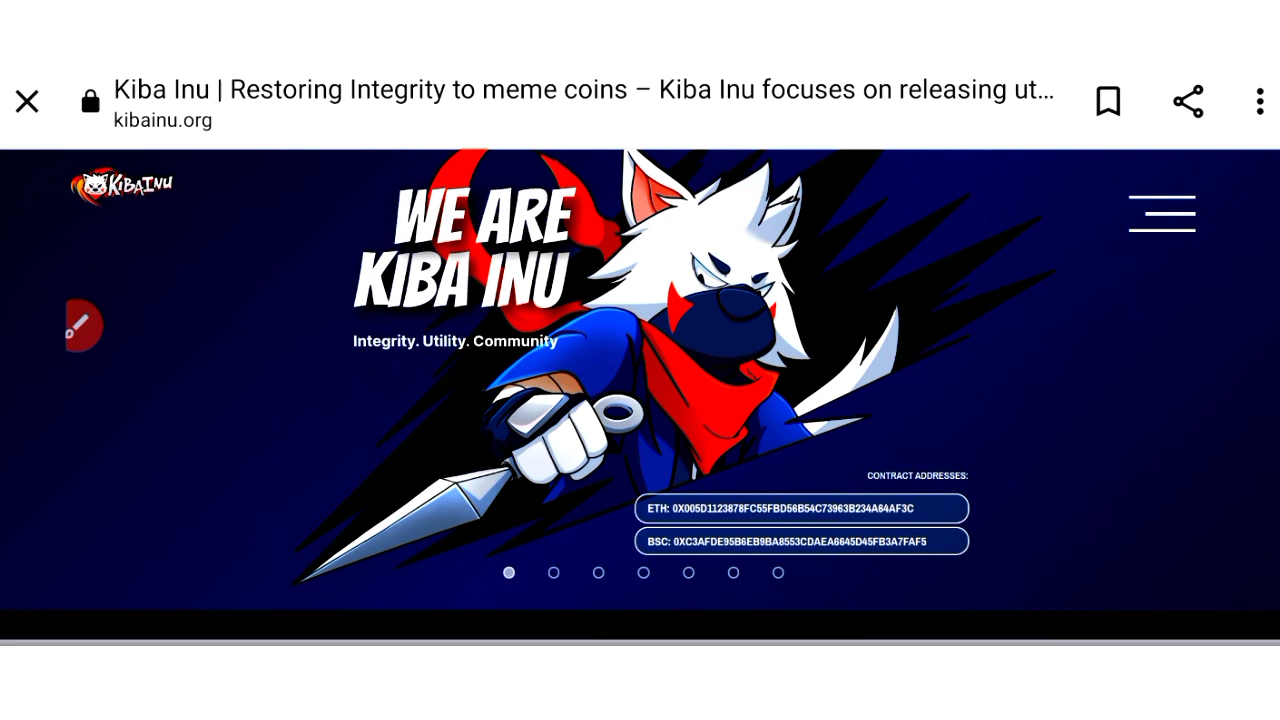 Kiba Inu | Restoring Integrity to meme coins – Kiba Inu focuses on releasing ut...
kibainu.org
KIBAINU
WE ARE
KIBA INU
Integrity. Utility. Community
CONTRACT ADDRESSES:
ETH: 0X005D1123878FC55FBD56B54C73963B234A64AF3C
BSC: 0XC3AFDE95B6EB9BA8553CDAEA6645D45FB3A7FAF5